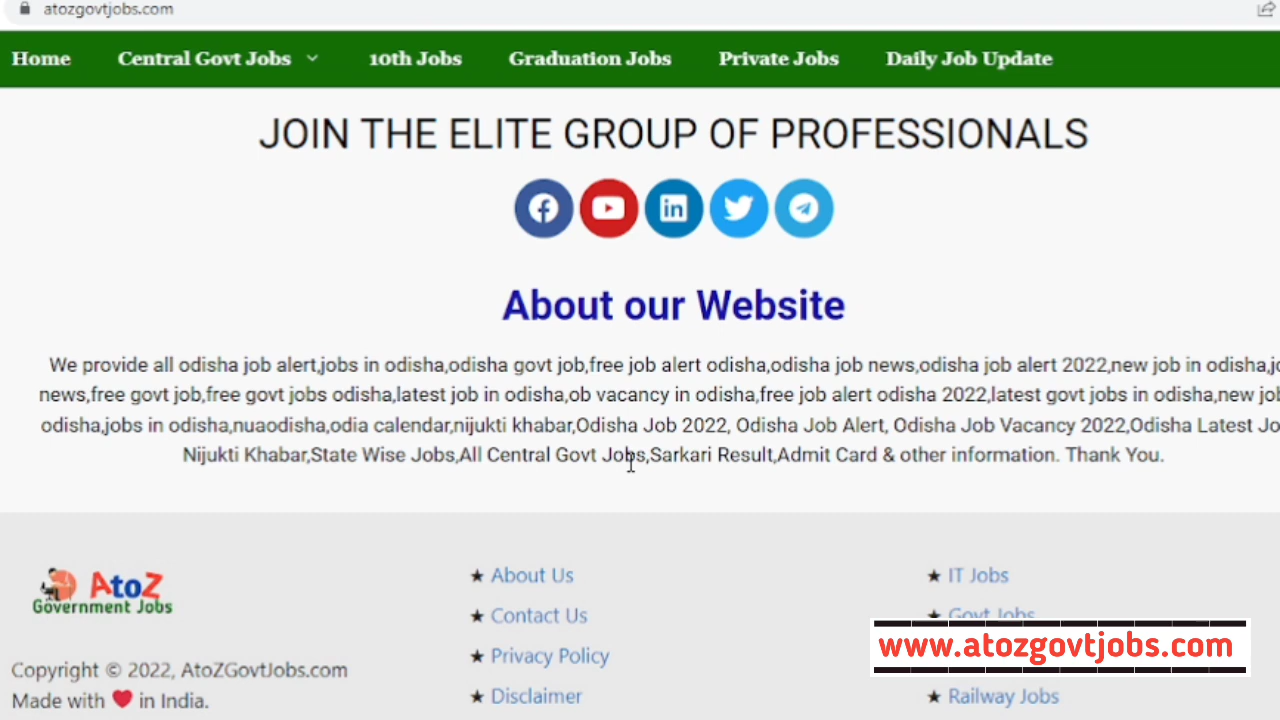 atozgovtjobs.com
Home Central Govt Jobs 10th Jobs Graduation Jobs Private Jobs Daily Job Update
JOIN THE ELITE GROUP OF PROFESSIONALS
About our Website
We provide all odisha job alert,jobs in odisha,odisha govt job,free job alert odisha,odisha job news,odisha job alert 2022,new job in odisha,
news,free govt job,free govt jobs odisha,latest job in odisha,ob vacancy in odisha,free job alert odisha 2022,latest govt jobs in odisha,new
odisha,jobs in odisha,nuaodisha,odia calendar,nijukti khabar,Odisha Job 2022, Odisha Job Alert, Odisha Job Vacancy 2022,Odisha Latest
Nijukti Khabar,State Wise Jobs,All Central Govt Jobs,Sarkari Result,Admit Card & other information. Thank You.
AtoZ
Government Jobs
Copyright © 2022, AtoZGovtJobs.com
Made with ❤ in India.
★ About Us
★ Contact Us
★ Privacy Policy
★ Disclaimer
★ IT Jobs
★ Govt Jobs
www.atozgovtjobs.com
★ Railway Jobs